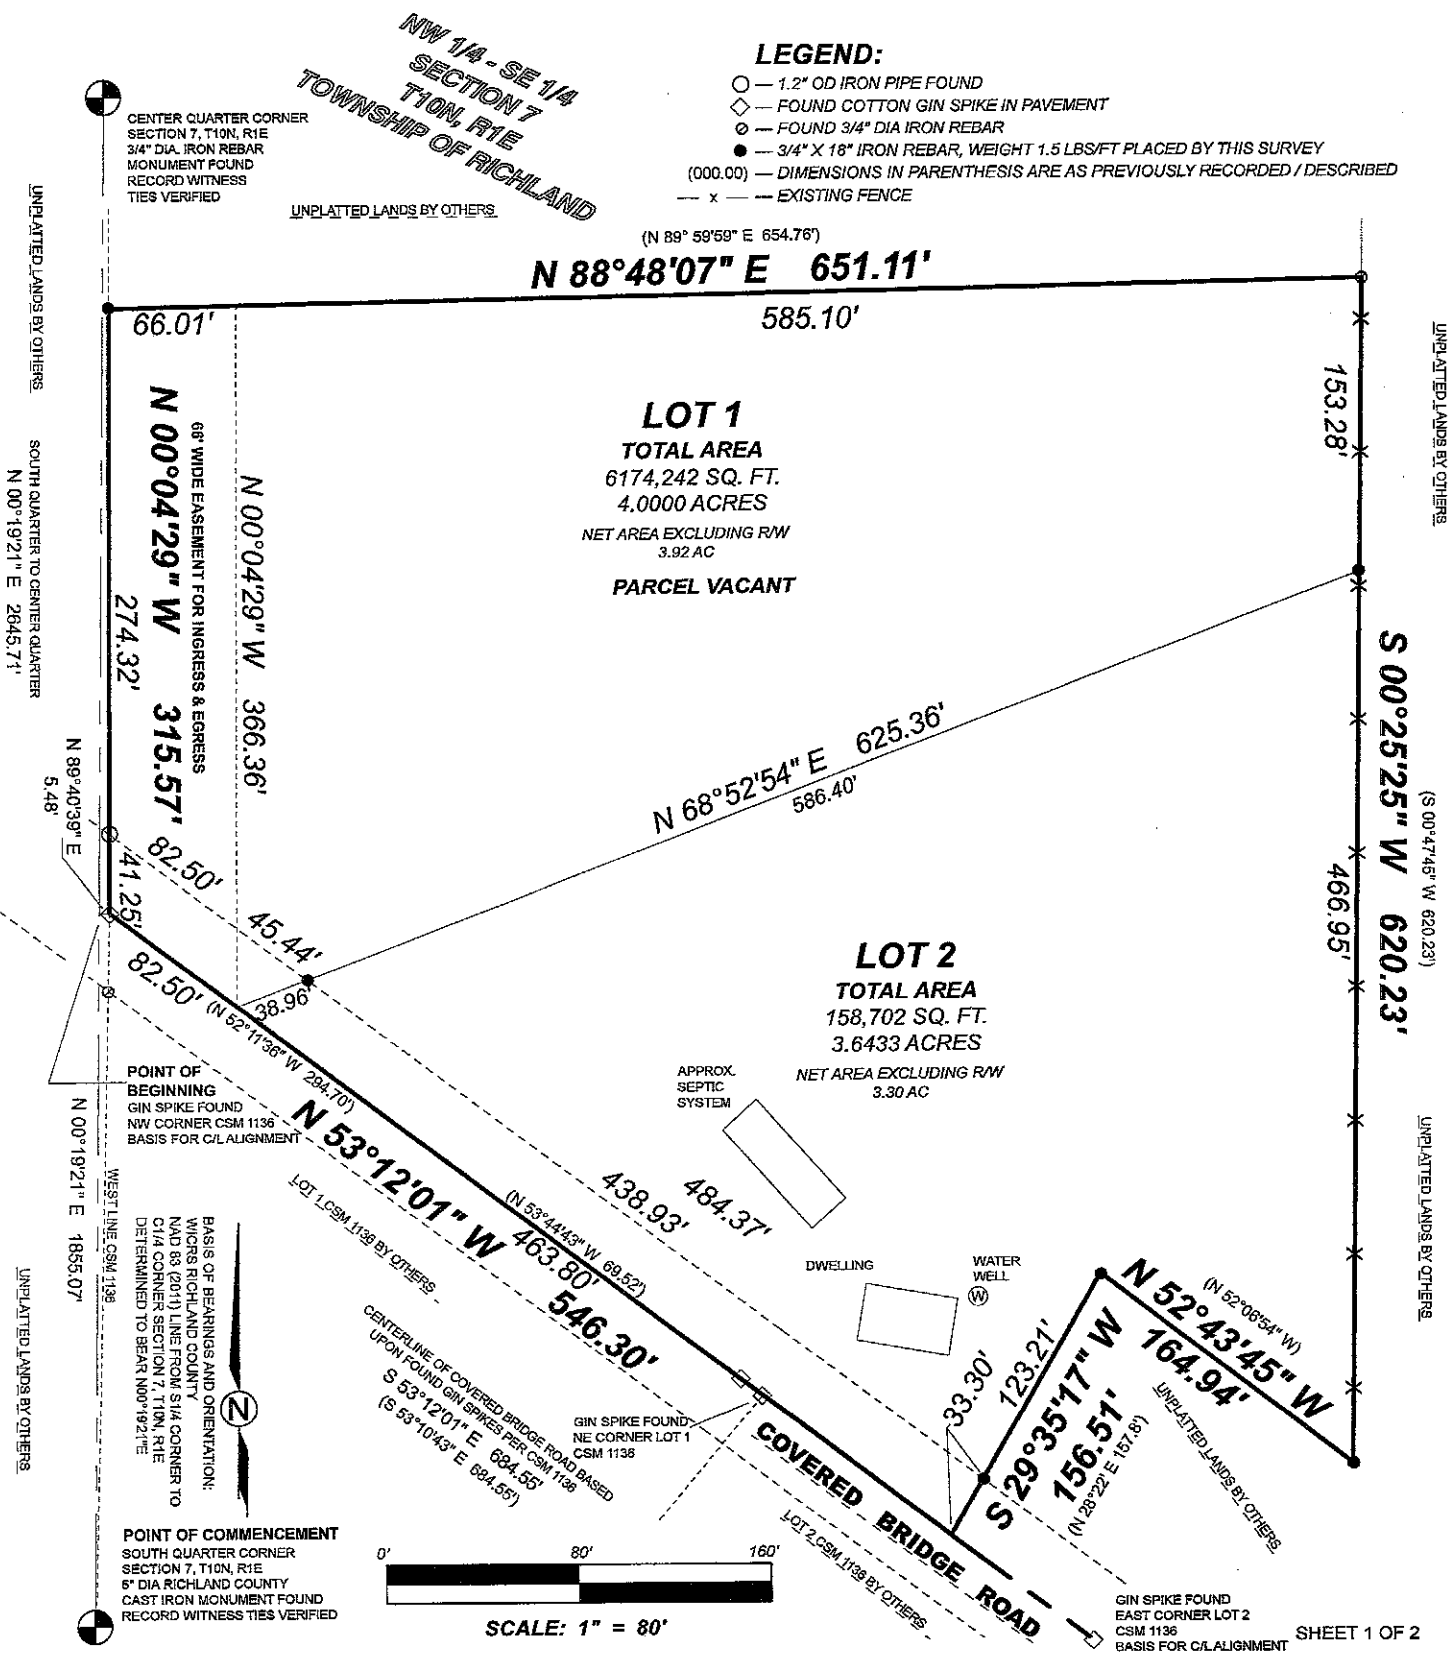 NW 1/4 - SE 1/4
SECTION 7
T10N, R1E
TOWNSHIP OF RICHLAND
LEGEND:
— 1.2" OD IRON PIPE FOUND
— FOUND COTTON GIN SPIKE IN PAVEMENT
— FOUND 3/4" DIA IRON REBAR
— 3/4" X 18" IRON REBAR, WEIGHT 1.5 LBS/FT PLACED BY THIS SURVEY
(000.00) — DIMENSIONS IN PARENTHESIS ARE AS PREVIOUSLY RECORDED / DESCRIBED
— x — — EXISTING FENCE
CENTER QUARTER CORNER
SECTION 7, T10N, R1E
3/4" DIA. IRON REBAR
MONUMENT FOUND
RECORD WITNESS
TIES VERIFIED
UNPLATTED LANDS BY OTHERS
UNPLATTED LANDS BY OTHERS
(N 89° 59'59" E 654.76')
N 88°48'07" E 651.11'
66.01'
585.10'
UNPLATTED LANDS BY OTHERS
153.28'
LOT 1
TOTAL AREA
6174,242 SQ. FT.
4.0000 ACRES
NET AREA EXCLUDING R/W
3.92 AC
PARCEL VACANT
SOUTH QUARTER TO CENTER QUARTER
N 00°19'21" E 2645.71'
N 00°04'29" W 315.57'
66' WIDE EASEMENT FOR INGRESS & EGRESS
N 00°04'29" W 366.36'
274.32'
N 68°52'54" E 625.36'
586.40'
S 00°25'25" W 620.23'
(S 00°47'45" W 620.23')
466.95'
N 89°40'39" E
5.48'
41.25'
82.50'
45.44'
82.50'
38.96'
(N 52°11'36" W 294.70')
LOT 2
TOTAL AREA
158,702 SQ. FT.
3.6433 ACRES
NET AREA EXCLUDING R/W
3.30 AC
APPROX.
SEPTIC
SYSTEM
POINT OF
BEGINNING
GIN SPIKE FOUND
NW CORNER CSM 1136
BASIS FOR C/L ALIGNMENT
N 00°19'21" E 1855.07'
WEST LINE CSM 1136
UNPLATTED LANDS BY OTHERS
N 53°12'01" W 546.30'
(N 53°44'43" W 69.52')
463.80'
438.93'
484.37'
LOT 1 CSM 1136 BY OTHERS
DWELLING
WATER
WELL
W
UNPLATTED LANDS BY OTHERS
N 52°43'45" W
164.94'
(N 52°06'54" W)
33.30'
123.21'
S 29°35'17" W
156.51'
(N 28°22' E 157.8')
UNPLATTED LANDS BY OTHERS
BASIS OF BEARINGS AND ORIENTATION:
WICRS RICHLAND COUNTY
NAD 83 (2011) LINE FROM S1/4 CORNER TO
C1/4 CORNER SECTION 7, T10N, R1E
DETERMINED TO BEAR N00°19'21"E
N
CENTERLINE OF COVERED BRIDGE ROAD BASED
UPON FOUND GIN SPIKES PER CSM 1136
S 53°12'01" E 684.55'
(S 53°10'43" E 684.55')
GIN SPIKE FOUND
NE CORNER LOT 1
CSM 1136
COVERED BRIDGE ROAD
LOT 2 CSM 1136 BY OTHERS
POINT OF COMMENCEMENT
SOUTH QUARTER CORNER
SECTION 7, T10N, R1E
6" DIA RICHLAND COUNTY
CAST IRON MONUMENT FOUND
RECORD WITNESS TIES VERIFIED
0' 80' 160'
SCALE: 1" = 80'
GIN SPIKE FOUND
EAST CORNER LOT 2
CSM 1136
BASIS FOR C/L ALIGNMENT
SHEET 1 OF 2